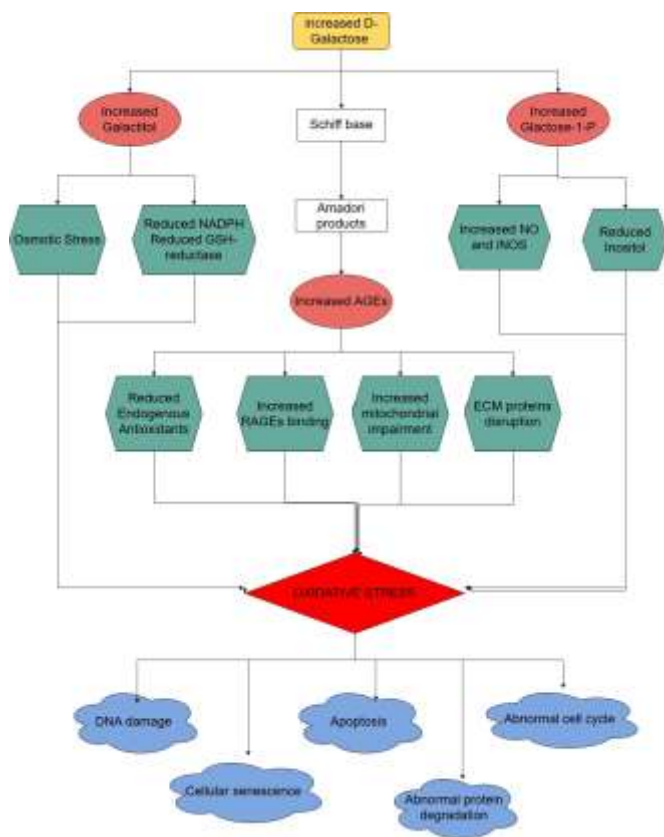 Increased D-
Galactose
Increased
Galactitol
Schiff base
Increased
Glactose-1-P
Osmotic Stress
Reduced NADPH
Reduced GSH-
reductase
Amadori
products
Increased NO
and iNOS
Reduced
Inositol
Increased AGEs
Reduced
Endogenous
Antioxidants
Increased
RAGEs binding
Increased
mitochondrial
impairment
ECM proteins
disruption
OXIDATIVE STRESS
DNA damage
Apoptosis
Abnormal cell cycle
Cellular senescence
Abnormal protein
degradation